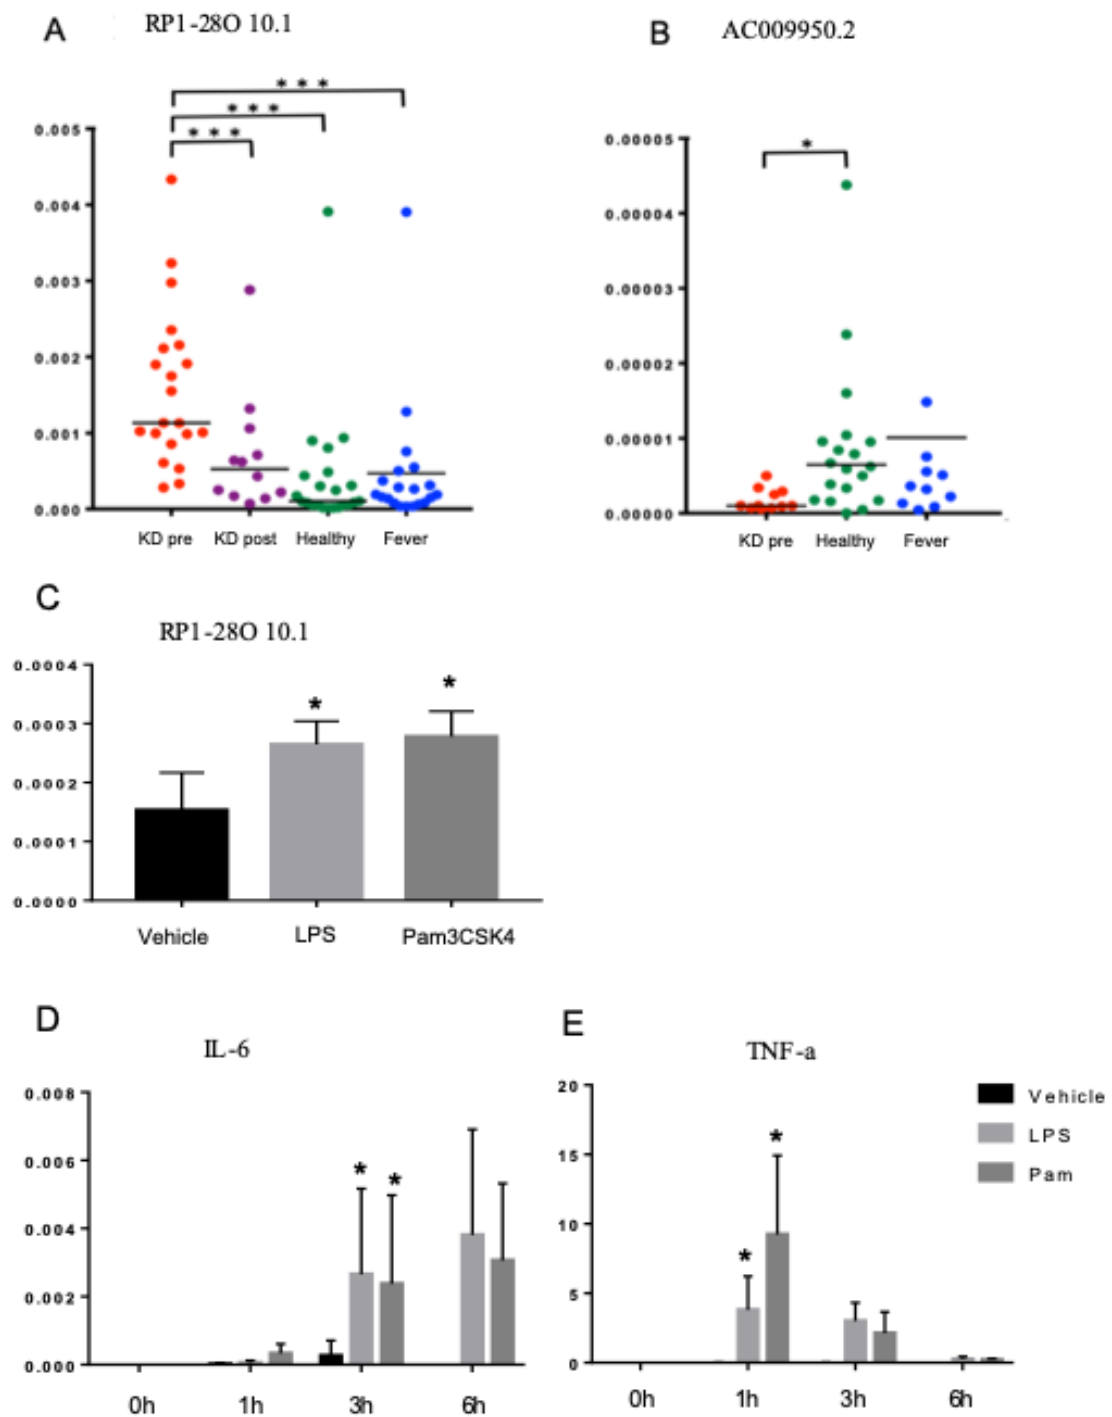 A
RP1-28O 10.1
* * *
* * *
* * *
0.005
0.004
0.003
0.002
0.001
0.000
KD pre KD post Healthy Fever
B
AC009950.2
*
0.00005
0.00004
0.00003
0.00002
0.00001
0.00000
KD pre Healthy Fever
C
RP1-28O 10.1
0.0004
0.0003
0.0002
0.0001
0.0000
* *
Vehicle LPS Pam3CSK4
D
IL-6
0.008
0.006
0.004
0.002
0.000
* *
0h 1h 3h 6h
E
TNF-a
20
15
10
5
0
* *
0h 1h 3h 6h
Vehicle
LPS
Pam